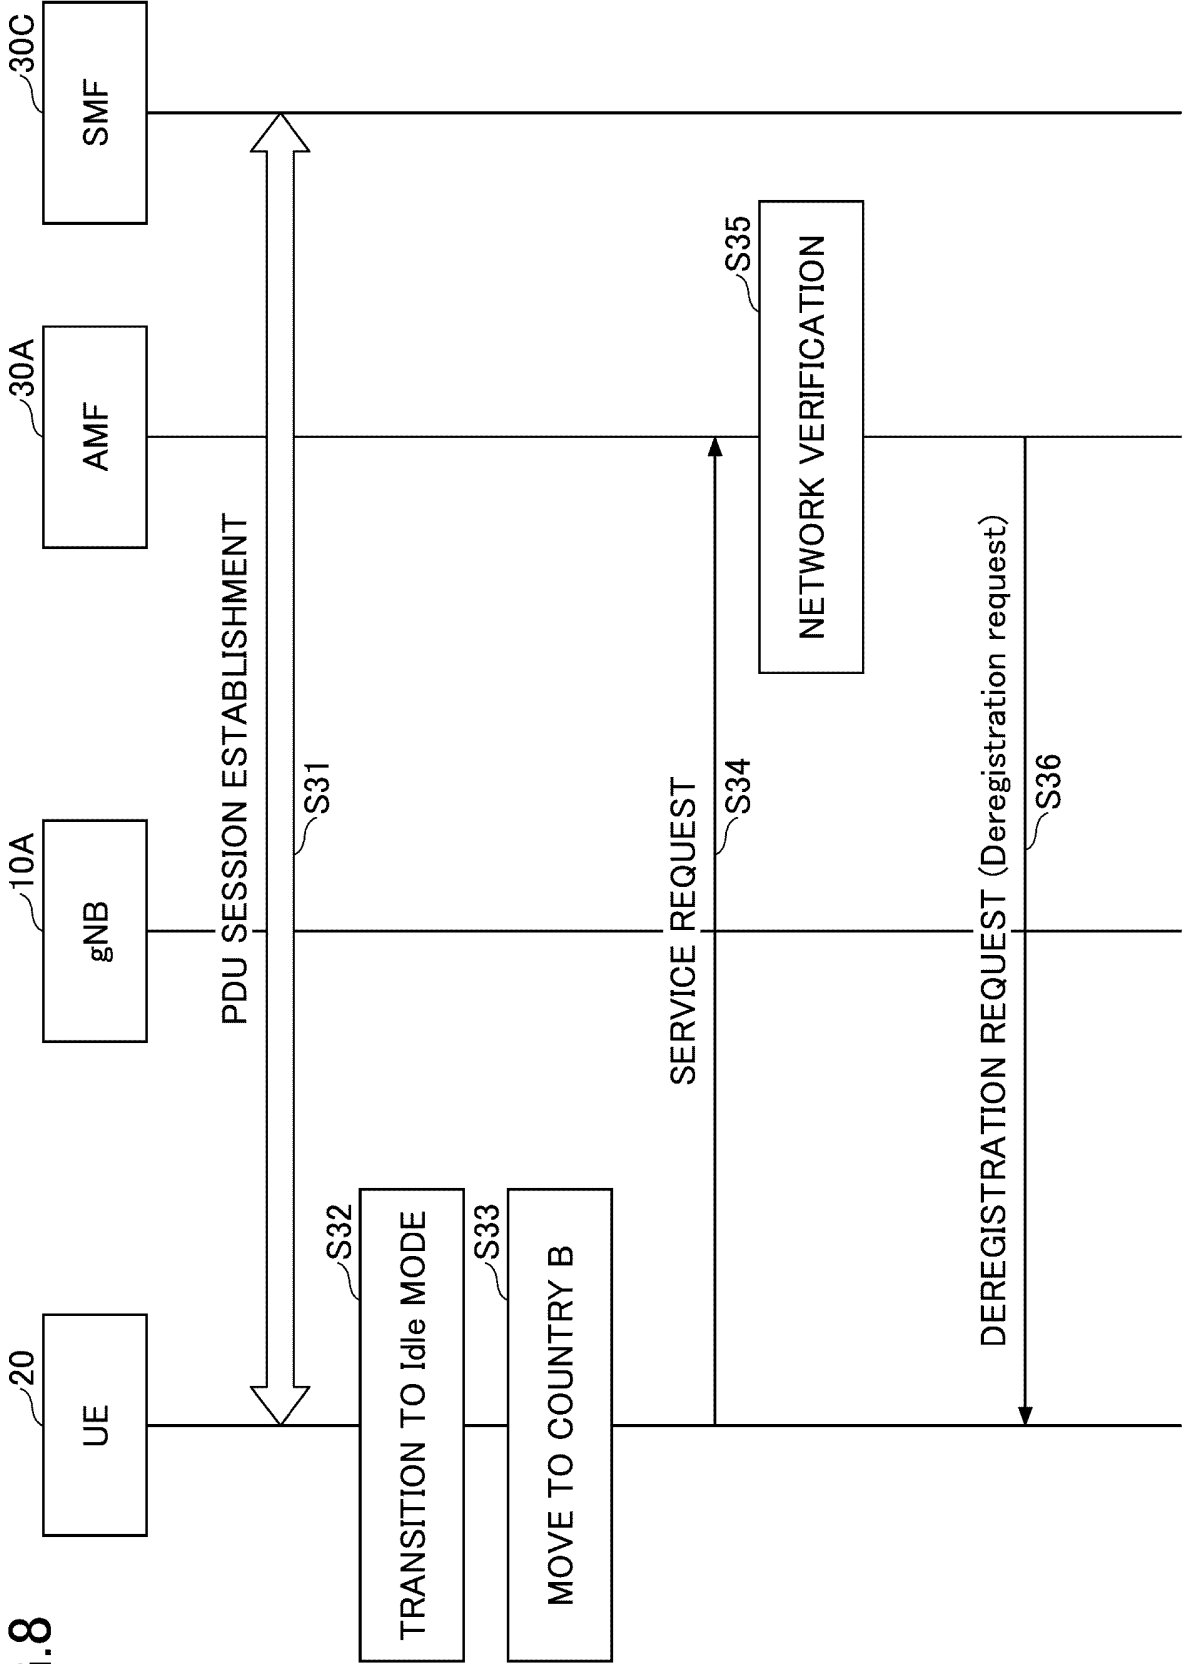 .8
20
UE
10A
gNB
30A
AMF
30C
SMF
PDU SESSION ESTABLISHMENT
S31
S32
TRANSITION TO Idle MODE
S33
MOVE TO COUNTRY B
SERVICE REQUEST
S34
S35
NETWORK VERIFICATION
DEREGISTRATION REQUEST (Deregistration request)
S36